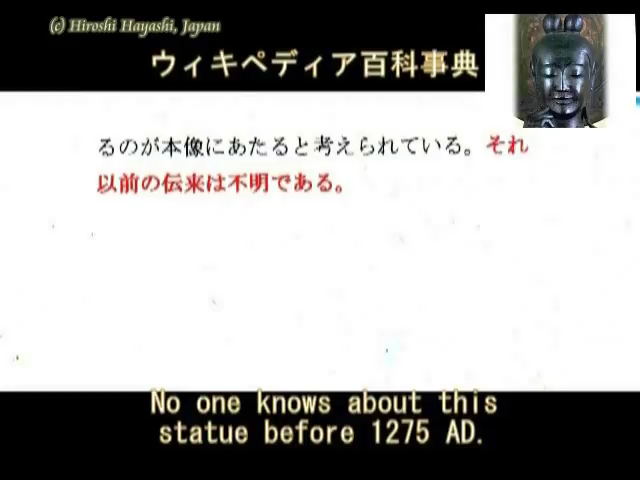 (c) Hiroshi Hayashi, Japan
ウィキペディア百科事典
るのが本像にあたると考えられている。それ
以前の伝来は不明である。
No one knows about this
statue before 1275 AD.